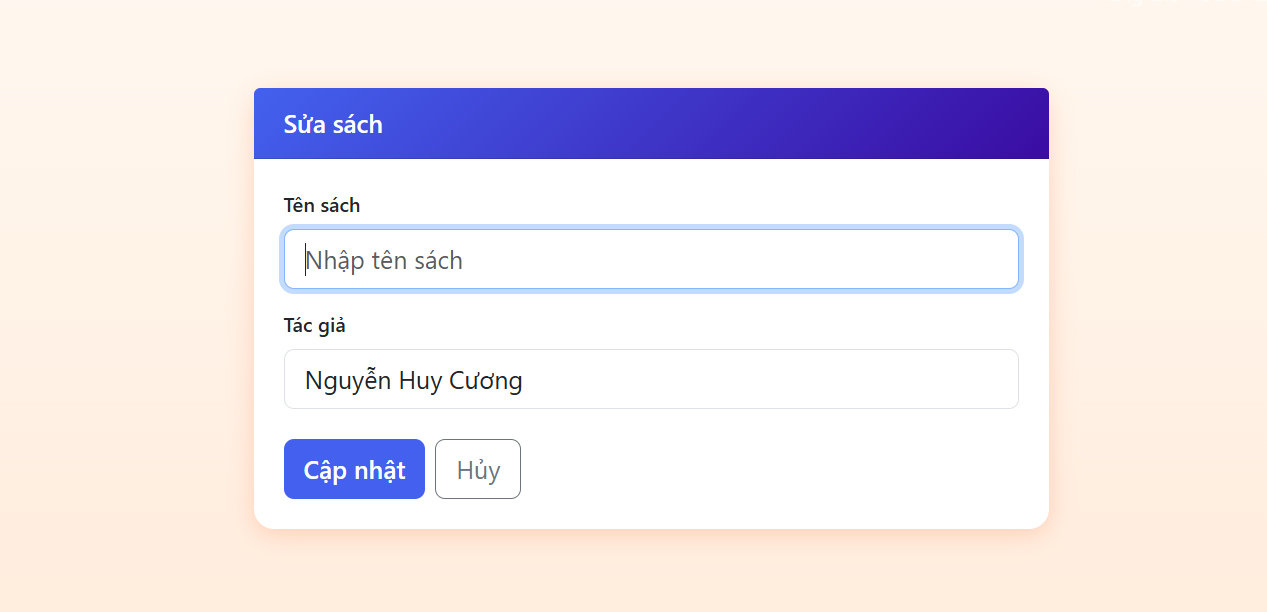 Sửa sách
Tên sách
Nhập tên sách
Tác giả
Nguyễn Huy Cương
Cập nhật Hủy